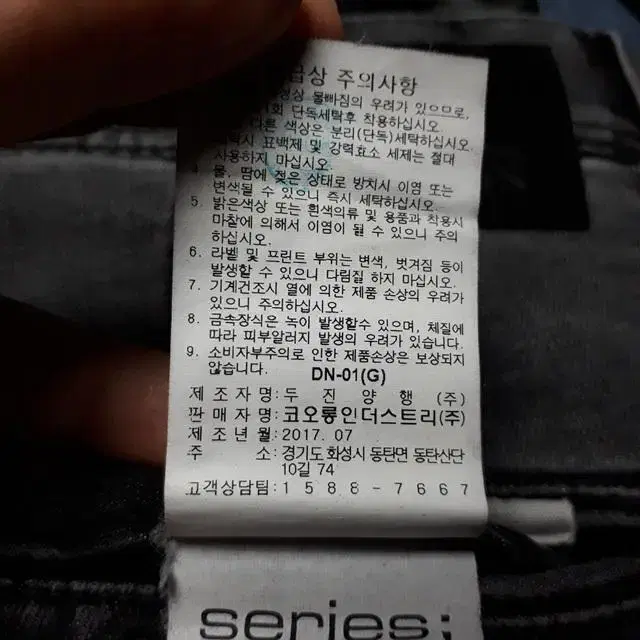 급상 주의사항
성상 물빠짐의 우려가 있으므로,
1회 단독세탁후 착용하십시오.
다른 색상은 분리(단독)세탁하십시오.
세탁시 표백제 및 강력효소 세제는 절대
사용하지 마십시오.
4. 물, 땀에 젖은 상태로 방치시 이염 또는
변색될 수 있으니 즉시 세탁하십시오.
5. 밝은색상 또는 흰색의류 및 용품과 착용시
마찰에 의해서 이염이 될 수 있으니 주의
하십시오.
6. 라벨 및 프린트 부위는 변색, 벗겨짐 등이
발생할 수 있으니 다림질 하지 마십시오.
7. 기계건조시 열에 의한 제품 손상의 우려가
있으니 주의하십시오.
8. 금속장식은 녹이 발생할수 있으며, 체질에
따라 피부알러지 발생의 우려가 있습니다.
9. 소비자부주의로 인한 제품손상은 보상되지
않습니다. DN-01(G)
제 조 자 명 : 두 진 양 행 (주)
판 매 자 명 : 코오롱인더스트리(주)
제 조 년 월 : 2017. 07
주 소 : 경기도 화성시 동탄면 동탄산단
10길 74
고객상담팀 : 1 5 8 8 - 7 6 6 7
series;